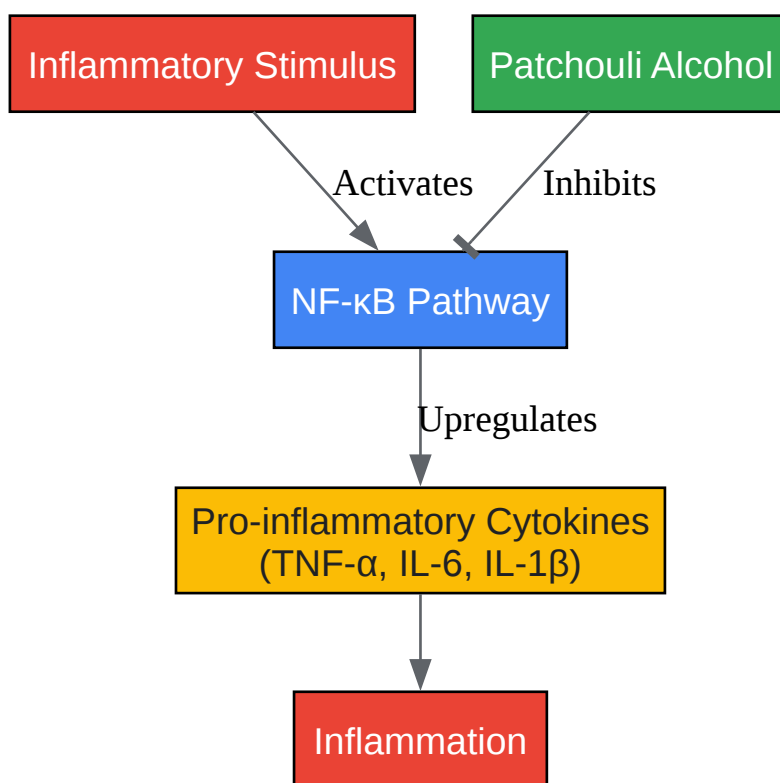 Inflammatory Stimulus
Patchouli Alcohol
Activates
Inhibits
NF-κB Pathway
Upregulates
Pro-inflammatory Cytokines
(TNF-α, IL-6, IL-1β)
Inflammation